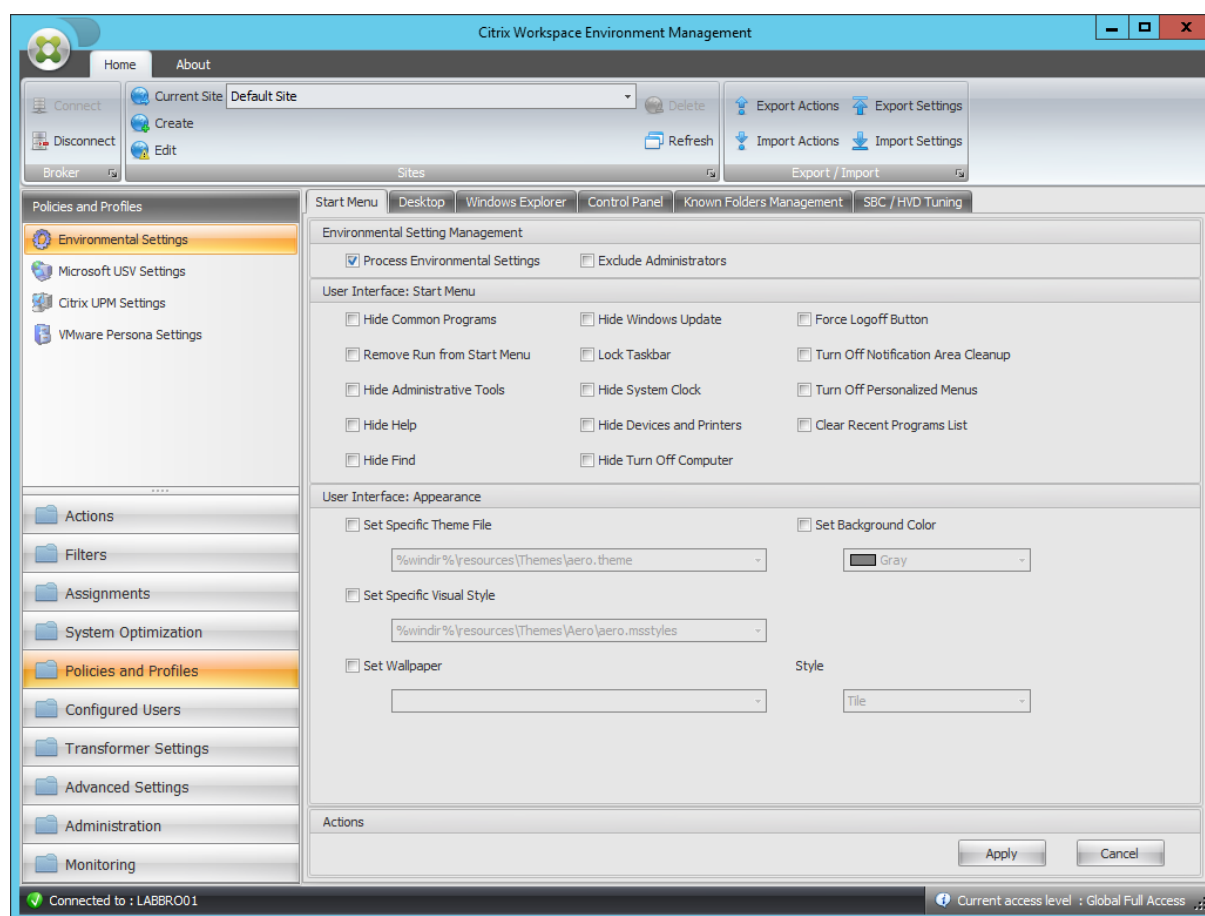 Citrix Workspace Environment Management
Home About
Connect
Disconnect
Broker
Current Site Default Site
Create
Edit
Delete
Refresh
Sites
Export Actions Export Settings
Import Actions Import Settings
Export / Import
Policies and Profiles
Environmental Settings
Microsoft USV Settings
Citrix UPM Settings
VMware Persona Settings
Actions
Filters
Assignments
System Optimization
Policies and Profiles
Configured Users
Transformer Settings
Advanced Settings
Administration
Monitoring
Start Menu Desktop Windows Explorer Control Panel Known Folders Management SBC / HVD Tuning
Environmental Setting Management
Process Environmental Settings Exclude Administrators
User Interface: Start Menu
Hide Common Programs Hide Windows Update Force Logoff Button
Remove Run from Start Menu Lock Taskbar Turn Off Notification Area Cleanup
Hide Administrative Tools Hide System Clock Turn Off Personalized Menus
Hide Help Hide Devices and Printers Clear Recent Programs List
Hide Find Hide Turn Off Computer
User Interface: Appearance
Set Specific Theme File Set Background Color
%windir%\resources\Themes\aero.theme Gray
Set Specific Visual Style
%windir%\resources\Themes\Aero\aero.msstyles
Set Wallpaper Style
Tile
Actions
Apply Cancel
Connected to : LABBRO01 Current access level : Global Full Access